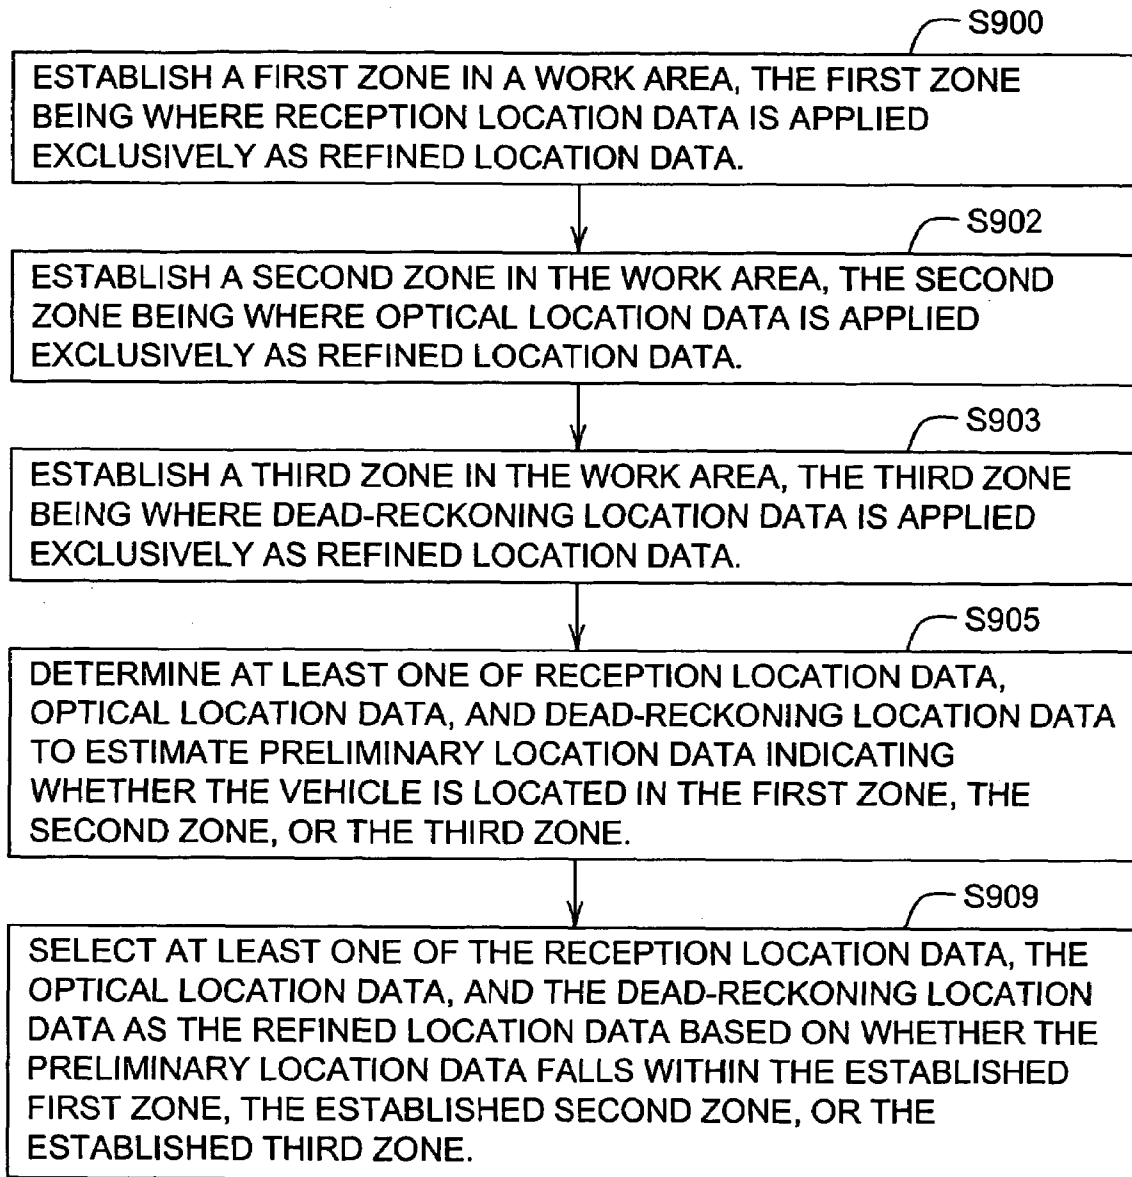 S900
ESTABLISH A FIRST ZONE IN A WORK AREA, THE FIRST ZONE
BEING WHERE RECEPTION LOCATION DATA IS APPLIED
EXCLUSIVELY AS REFINED LOCATION DATA.
S902
ESTABLISH A SECOND ZONE IN THE WORK AREA, THE SECOND
ZONE BEING WHERE OPTICAL LOCATION DATA IS APPLIED
EXCLUSIVELY AS REFINED LOCATION DATA.
S903
ESTABLISH A THIRD ZONE IN THE WORK AREA, THE THIRD ZONE
BEING WHERE DEAD-RECKONING LOCATION DATA IS APPLIED
EXCLUSIVELY AS REFINED LOCATION DATA.
S905
DETERMINE AT LEAST ONE OF RECEPTION LOCATION DATA,
OPTICAL LOCATION DATA, AND DEAD-RECKONING LOCATION DATA
TO ESTIMATE PRELIMINARY LOCATION DATA INDICATING
WHETHER THE VEHICLE IS LOCATED IN THE FIRST ZONE, THE
SECOND ZONE, OR THE THIRD ZONE.
S909
SELECT AT LEAST ONE OF THE RECEPTION LOCATION DATA, THE
OPTICAL LOCATION DATA, AND THE DEAD-RECKONING LOCATION
DATA AS THE REFINED LOCATION DATA BASED ON WHETHER THE
PRELIMINARY LOCATION DATA FALLS WITHIN THE ESTABLISHED
FIRST ZONE, THE ESTABLISHED SECOND ZONE, OR THE
ESTABLISHED THIRD ZONE.